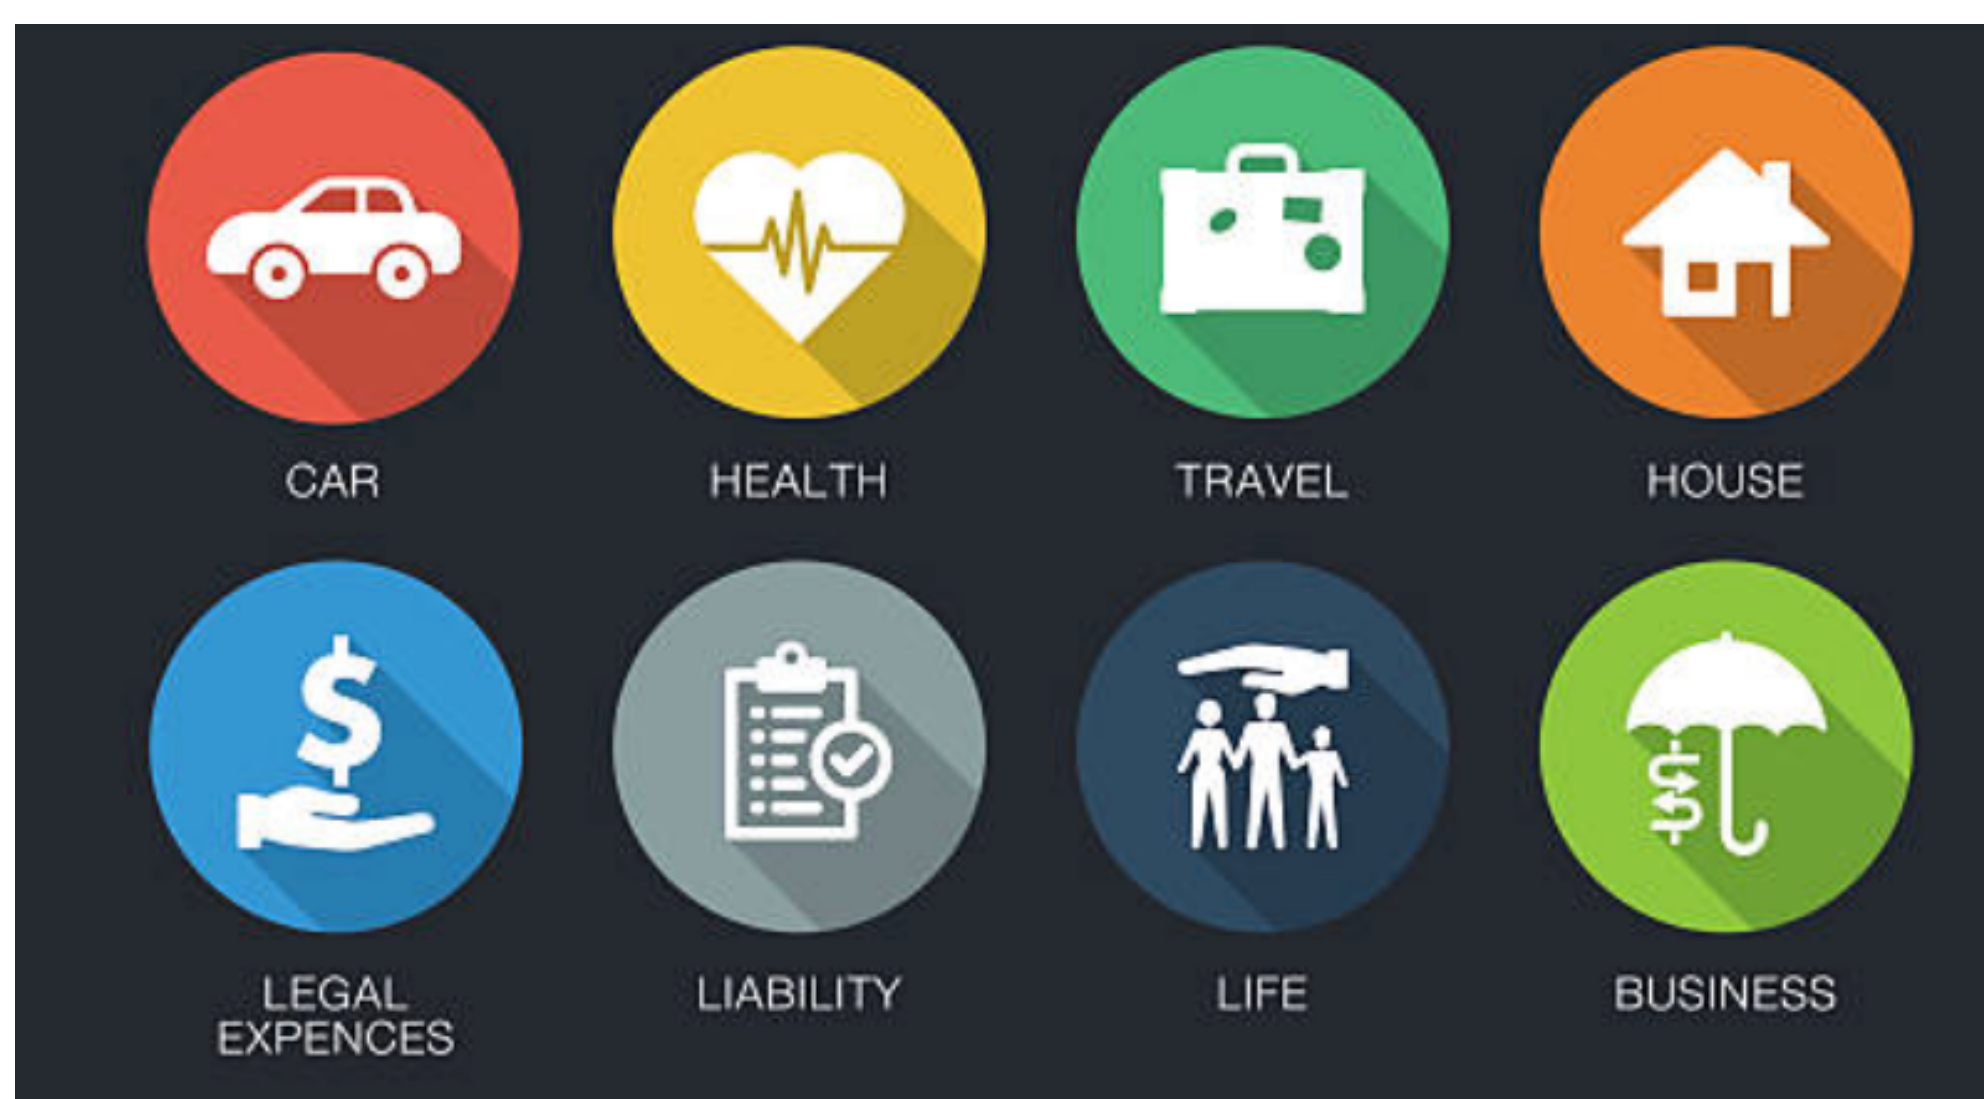 CAR
HEALTH
TRAVEL
HOUSE
LEGAL
EXPENCES
LIABILITY
LIFE
BUSINESS